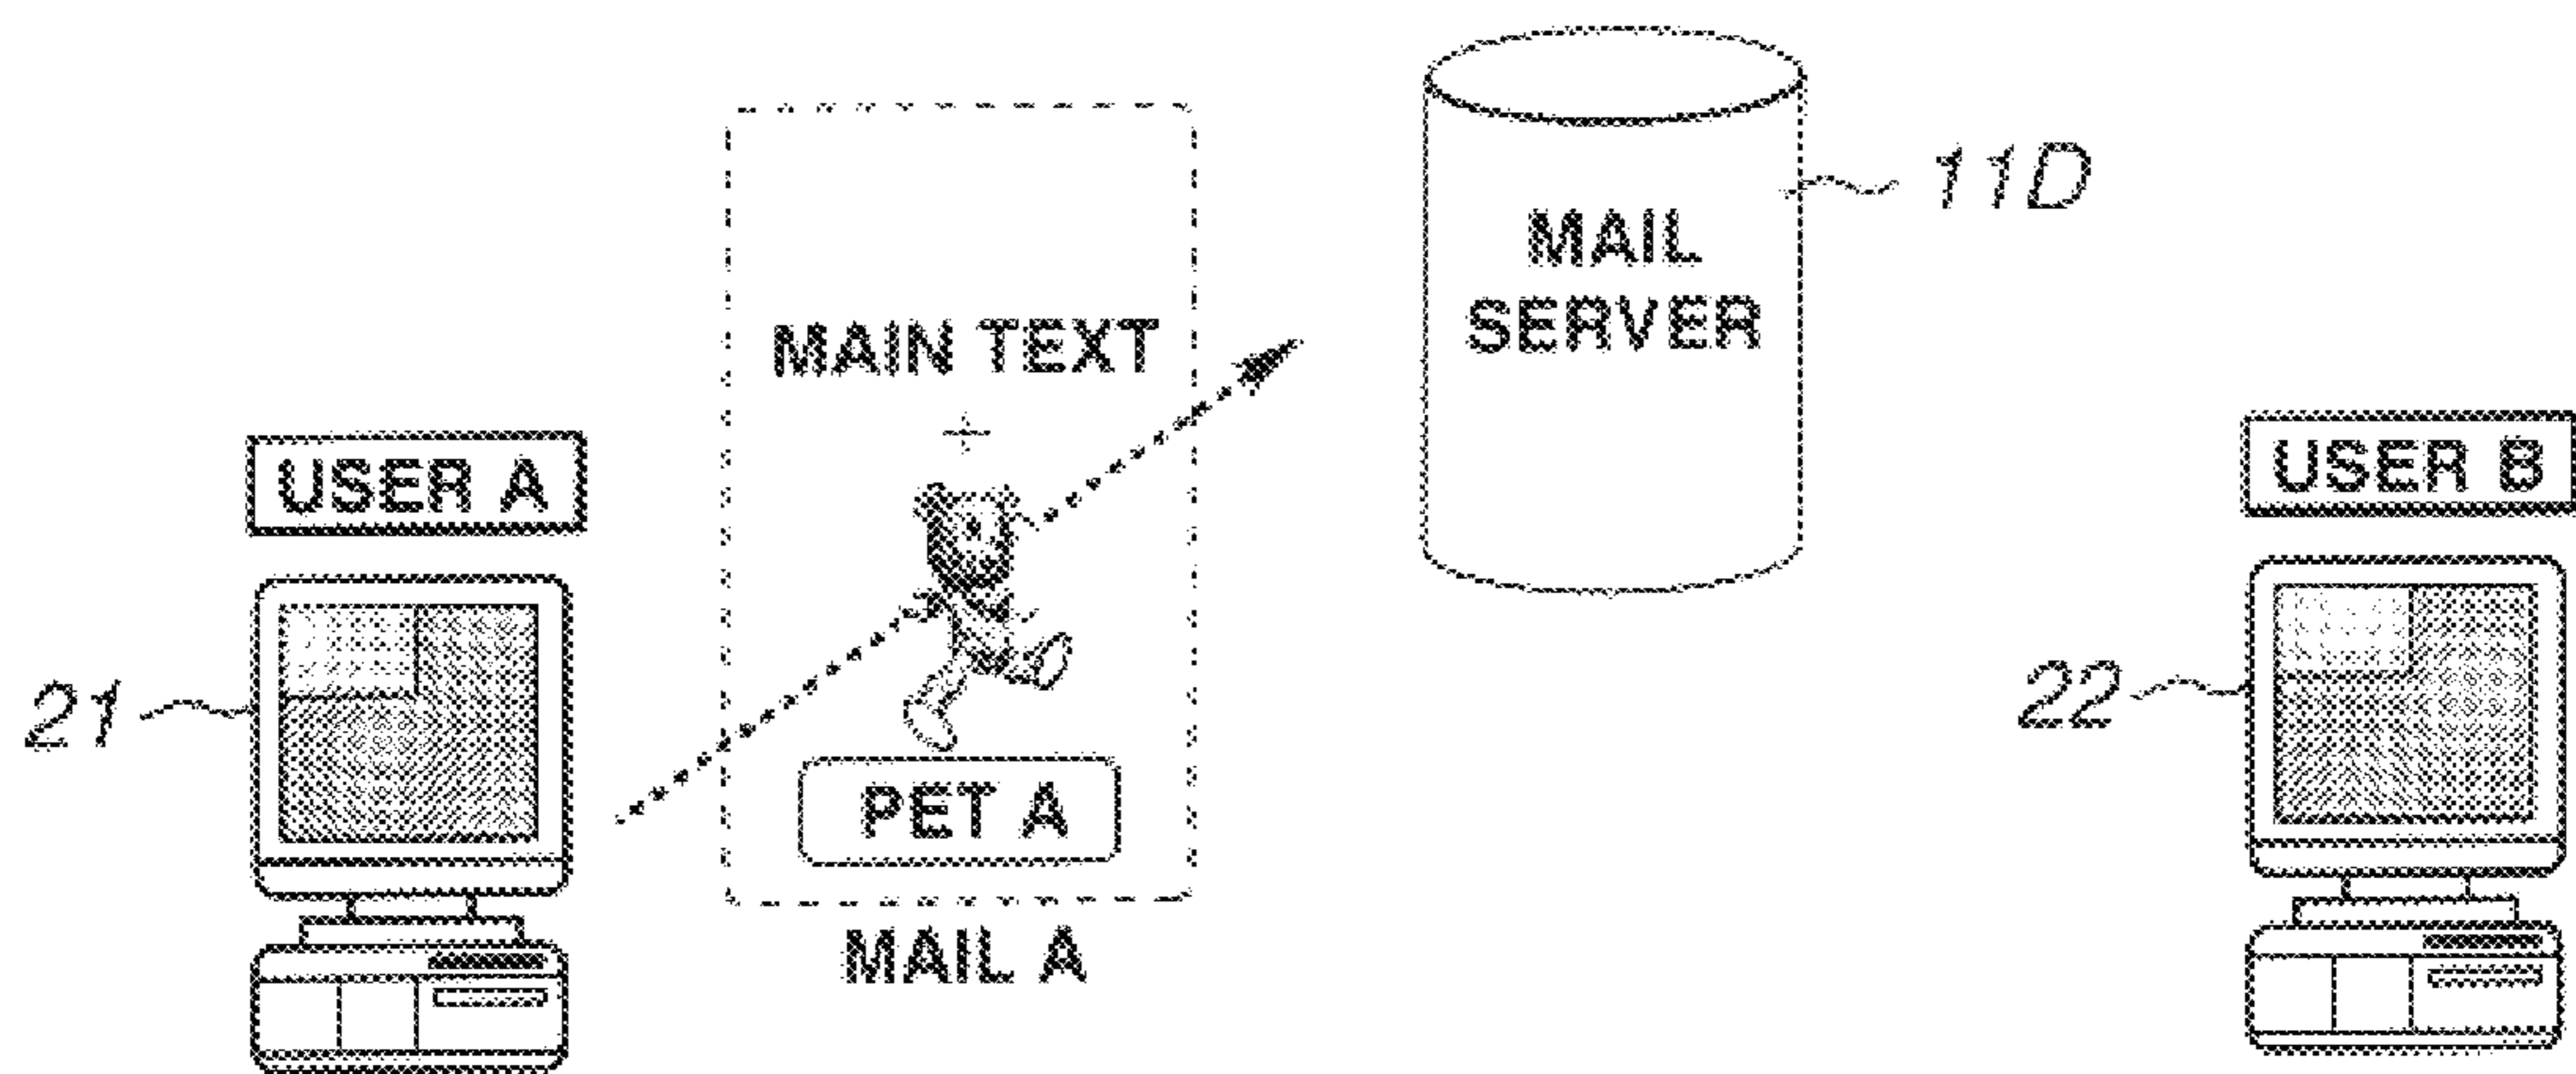 MAIL
SERVER
11D
MAIN TEXT
+
USER A
USER B
21
22
PET A
MAIL A